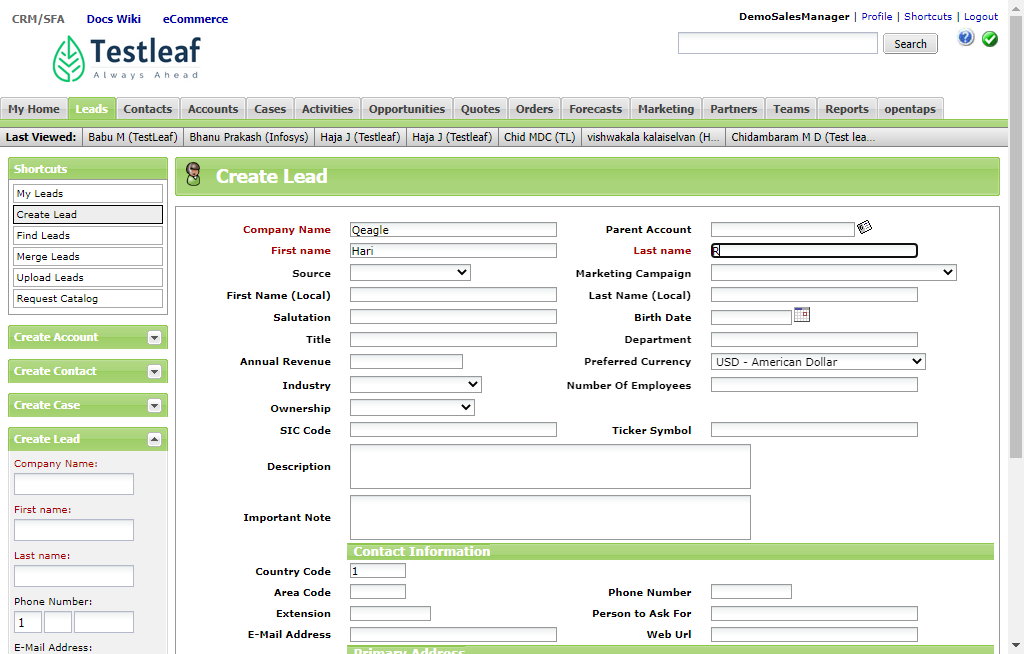 CRM/SFA Docs Wiki eCommerce
DemoSalesManager | Profile | Shortcuts | Logout
Testleaf
Always Ahead
Search
My Home Leads Contacts Accounts Cases Activities Opportunities Quotes Orders Forecasts Marketing Partners Teams Reports opentaps
Last Viewed: Babu M (TestLeaf) Bhanu Prakash (Infosys) Haja J (Testleaf) Haja J (Testleaf) Chid MDC (TL) vishwakala kalaiselvan (H... Chidambaram M D (Test lea...
Shortcuts
My Leads
Create Lead
Find Leads
Merge Leads
Upload Leads
Request Catalog
Create Account
Create Contact
Create Case
Create Lead
Company Name:
First name:
Last name:
Phone Number:
1
E-Mail Address:
Create Lead
Company Name Qeagle Parent Account
First name Hari Last name R
Source Marketing Campaign
First Name (Local) Last Name (Local)
Salutation Birth Date
Title Department
Annual Revenue Preferred Currency USD - American Dollar
Industry Number Of Employees
Ownership
SIC Code Ticker Symbol
Description
Important Note
Contact Information
Country Code 1
Area Code Phone Number
Extension Person to Ask For
E-Mail Address Web Url
Primary Address